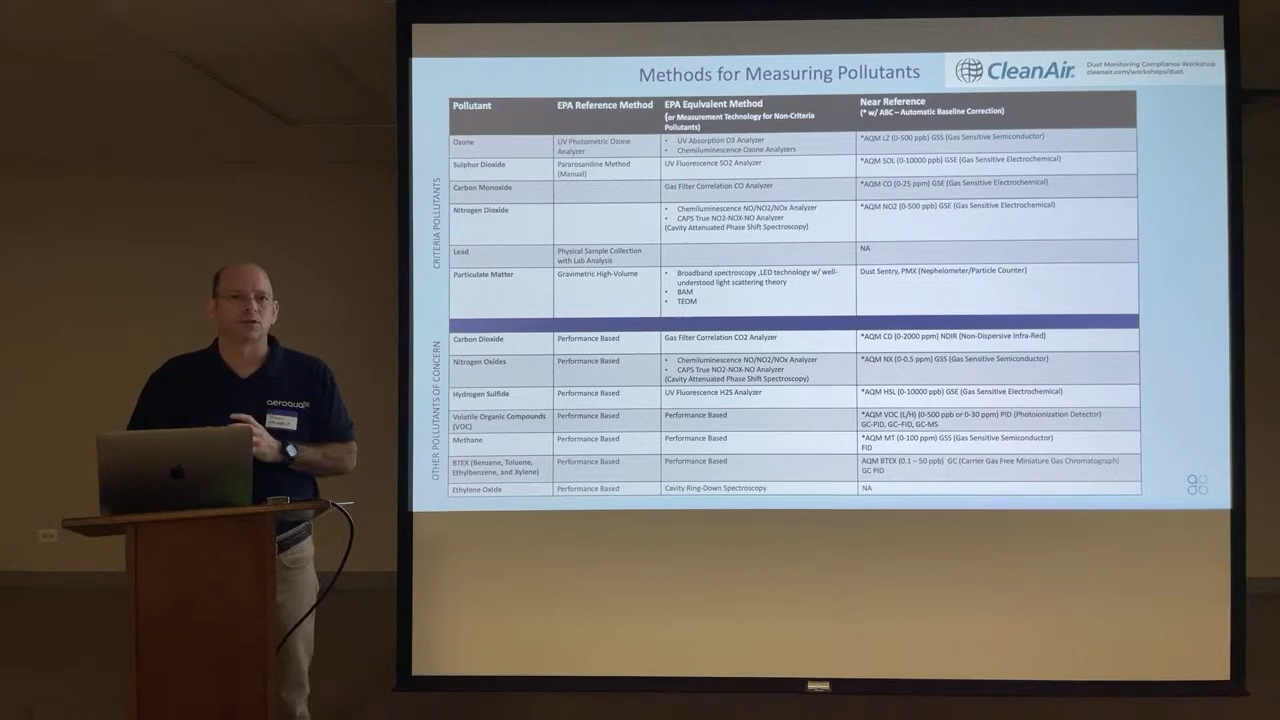 Methods for Measuring Pollutants
CleanAir
Dust Monitoring Compliance Workshop
cleanair.com/workshops/dust
Pollutant EPA Reference Method EPA Equivalent Method Near Reference
(or Measurement Technology for Non-Criteria Pollutants) (* w/ ABC – Automatic Baseline Correction)
CRITERIA POLLUTANTS
Ozone UV Photometric Ozone Analyzer • UV Absorption O3 Analyzer *AQM LZ (0-500 ppb) GSS (Gas Sensitive Semiconductor)
• Chemiluminescence Ozone Analyzers
Sulphur Dioxide Pararosaniline Method (Manual) UV Fluorescence SO2 Analyzer *AQM SOL (0-10000 ppb) GSE (Gas Sensitive Electrochemical)
Carbon Monoxide Gas Filter Correlation CO Analyzer *AQM CO (0-25 ppm) GSE (Gas Sensitive Electrochemical)
Nitrogen Dioxide • Chemiluminescence NO/NO2/NOx Analyzer *AQM NO2 (0-500 ppb) GSE (Gas Sensitive Electrochemical)
• CAPS True NO2-NOX-NO Analyzer
(Cavity Attenuated Phase Shift Spectroscopy)
Lead Physical Sample Collection with Lab Analysis NA
Particulate Matter Gravimetric High-Volume • Broadband spectroscopy ,LED technology w/ well-understood light scattering theory Dust Sentry, PMX (Nephelometer/Particle Counter)
• BAM
• TEOM
OTHER POLLUTANTS OF CONCERN
Carbon Dioxide Performance Based Gas Filter Correlation CO2 Analyzer *AQM CD (0-2000 ppm) NDIR (Non-Dispersive Infra-Red)
Nitrogen Oxides Performance Based • Chemiluminescence NO/NO2/NOx Analyzer *AQM NX (0-0.5 ppm) GSS (Gas Sensitive Semiconductor)
• CAPS True NO2-NOX-NO Analyzer
(Cavity Attenuated Phase Shift Spectroscopy)
Hydrogen Sulfide Performance Based UV Fluorescence H2S Analyzer *AQM HSL (0-10000 ppb) GSE (Gas Sensitive Electrochemical)
Volatile Organic Compounds (VOC) Performance Based Performance Based *AQM VOC (L/H) (0-500 ppb or 0-30 ppm) PID (Photoionization Detector)
GC-PID, GC–FID, GC-MS
Methane Performance Based Performance Based *AQM MT (0-100 ppm) GSS (Gas Sensitive Semiconductor)
FID
BTEX (Benzene, Toluene, Ethylbenzene, and Xylene) Performance Based Performance Based AQM BTEX (0.1 – 50 ppb) GC (Carrier Gas Free Miniature Gas Chromatograph)
GC PID
Ethylene Oxide Performance Based Cavity Ring-Down Spectroscopy NA
aeroqual